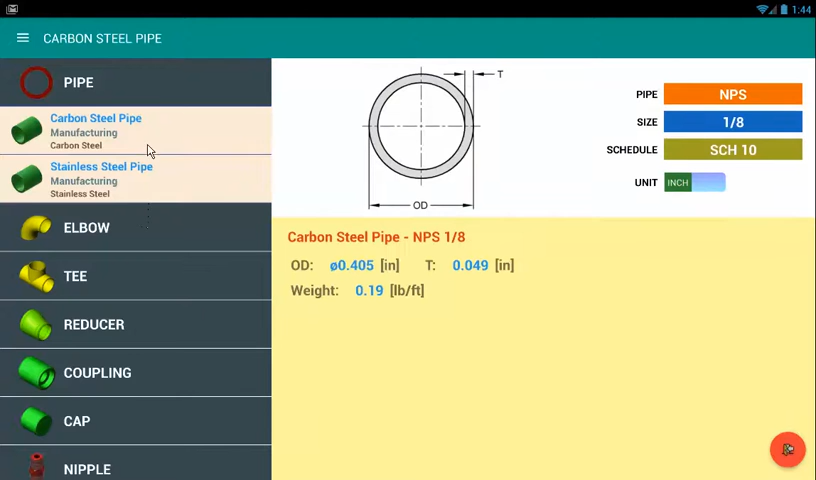 1:44
CARBON STEEL PIPE
PIPE
Carbon Steel Pipe
Manufacturing
Carbon Steel
Stainless Steel Pipe
Manufacturing
Stainless Steel
ELBOW
TEE
REDUCER
COUPLING
CAP
NIPPLE
T
OD
PIPE NPS
SIZE 1/8
SCHEDULE SCH 10
UNIT INCH
Carbon Steel Pipe - NPS 1/8
OD: ø0.405 [in] T: 0.049 [in]
Weight: 0.19 [lb/ft]